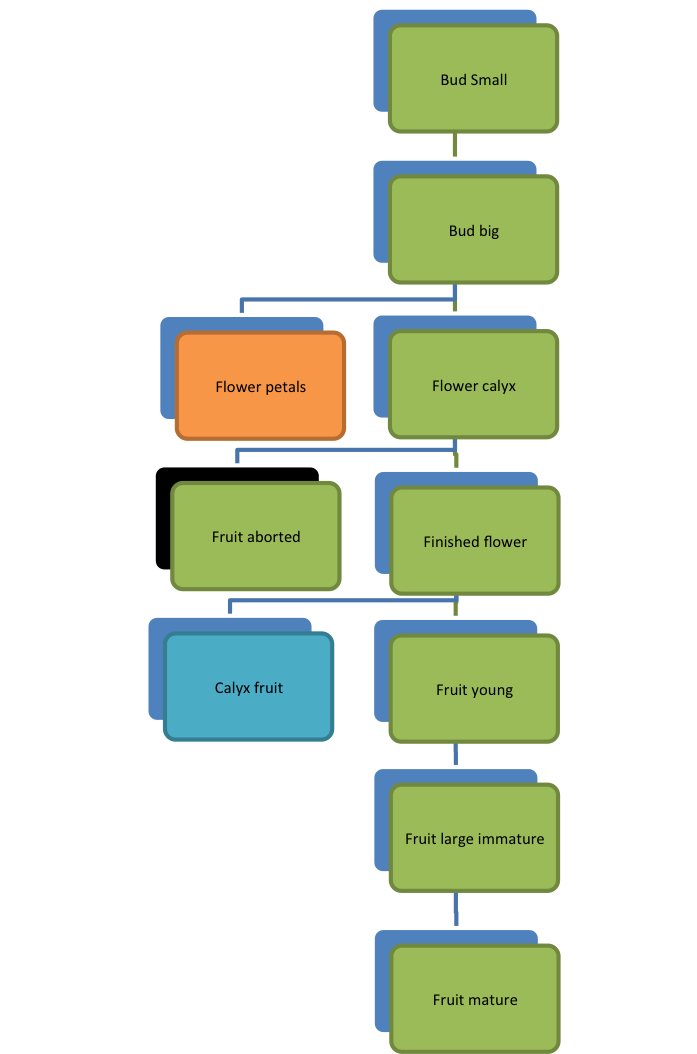 Bud Small
Bud big
Flower petals
Flower calyx
Fruit aborted
Finished flower
Calyx fruit
Fruit young
Fruit large immature
Fruit mature